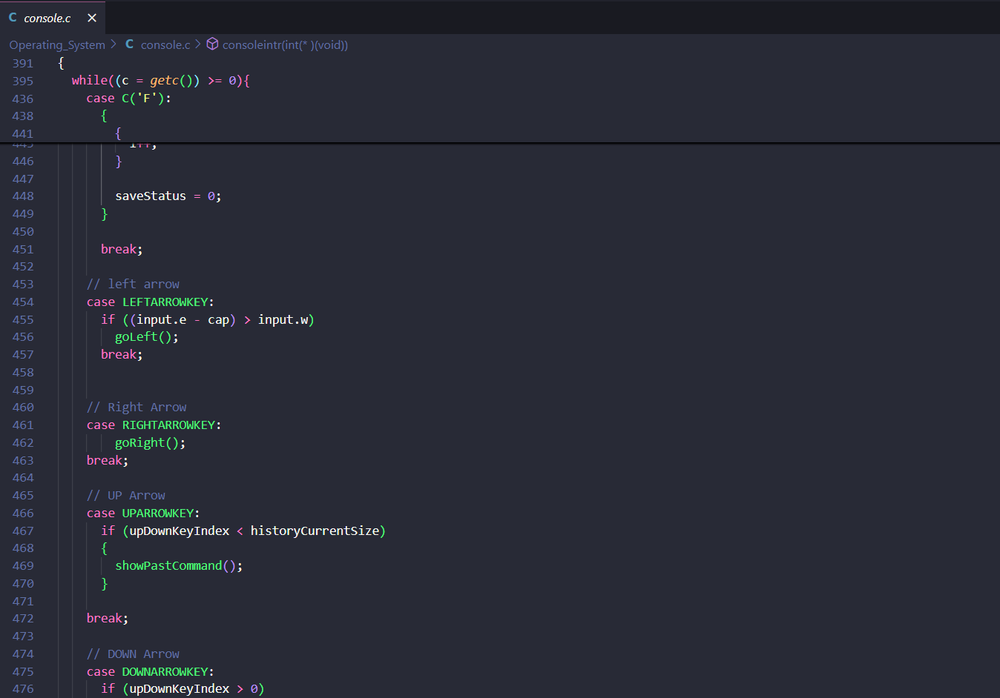 C console.c ×
Operating_System > C console.c > consoleintr(int(* )(void))
391 {
395 while((c = getc()) >= 0){
436 case C('F'):
438 {
441 {
445 i++;
446 }
447
448 saveStatus = 0;
449 }
450
451 break;
452
453 // left arrow
454 case LEFTARROWKEY:
455 if ((input.e - cap) > input.w)
456 goLeft();
457 break;
458
459
460 // Right Arrow
461 case RIGHTARROWKEY:
462 goRight();
463 break;
464
465 // UP Arrow
466 case UPARROWKEY:
467 if (upDownKeyIndex < historyCurrentSize)
468 {
469 showPastCommand();
470 }
471
472 break;
473
474 // DOWN Arrow
475 case DOWNARROWKEY:
476 if (upDownKeyIndex > 0)